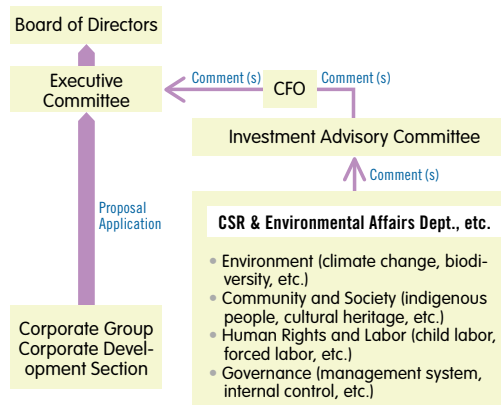 Board of Directors
Executive
Committee
Comment (s)
CFO
Comment (s)
Investment Advisory Committee
Comment (s)
Proposal
Application
CSR & Environmental Affairs Dept., etc.
• Environment (climate change, biodi-
versity, etc.)
• Community and Society (indigenous
people, cultural heritage, etc.)
• Human Rights and Labor (child labor,
forced labor, etc.)
• Governance (management system,
internal control, etc.)
Corporate Group
Corporate Devel-
opment Section